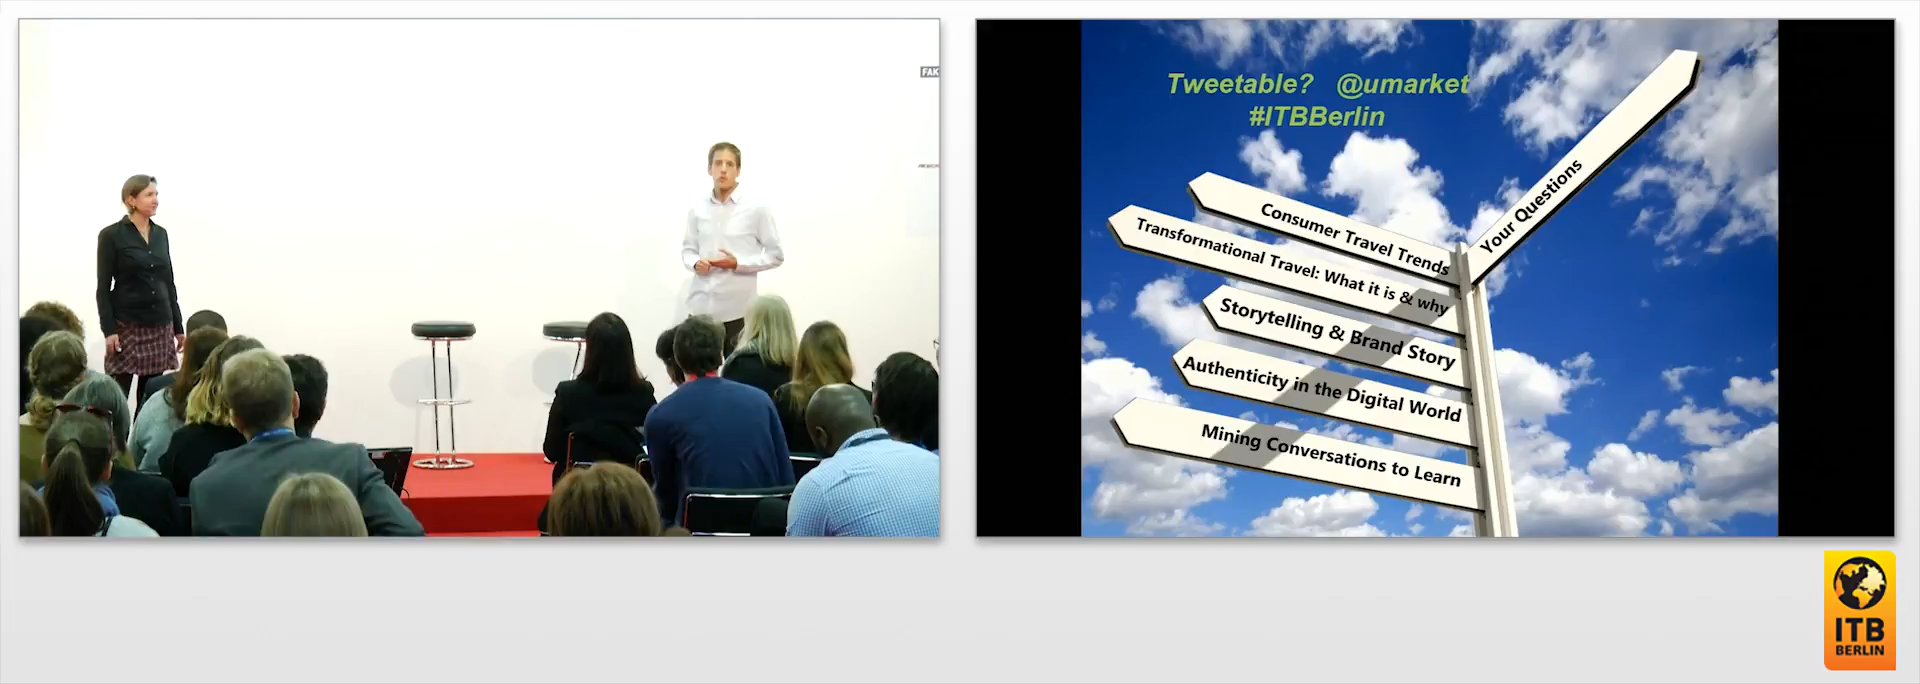 FAK
Tweetable? @umarket
#ITBBerlin
Your Questions
Consumer Travel Trends
Transformational Travel: What it is & why
Storytelling & Brand Story
Authenticity in the Digital World
Mining Conversations to Learn
ITB
BERLIN